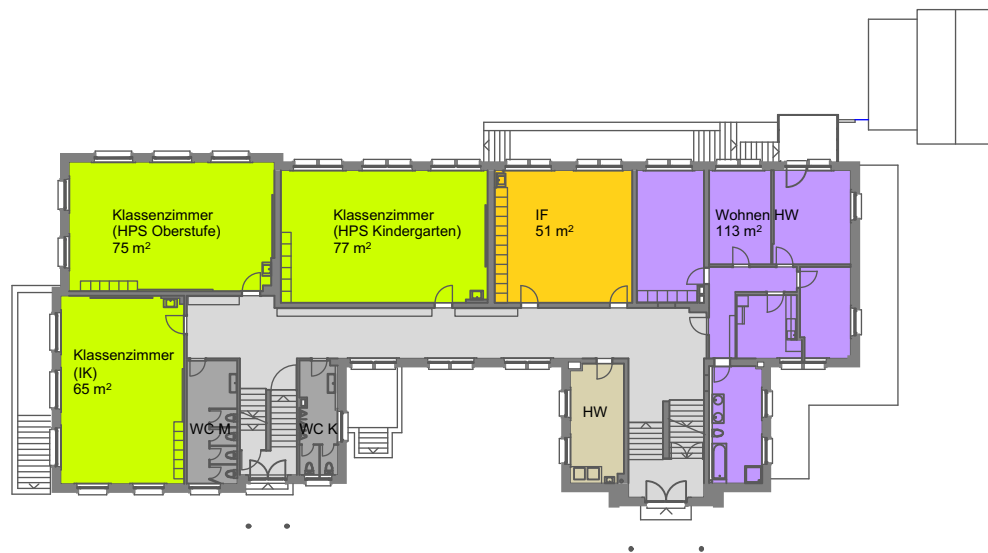 Klassenzimmer
(HPS Oberstufe)
75 m²
Klassenzimmer
(HPS Kindergarten)
77 m²
IF
51 m²
Wohnen HW
113 m²
Klassenzimmer
(IK)
65 m²
WC M
WC K
HW